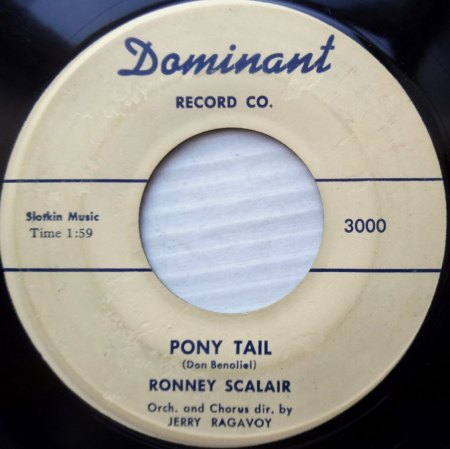 Dominant
RECORD CO.
Slotkin Music
Time 1:59
3000
PONY TAIL
(Don Benoliel)
RONNEY SCALAIR
Orch. and Chorus dir. by
JERRY RAGAVOY